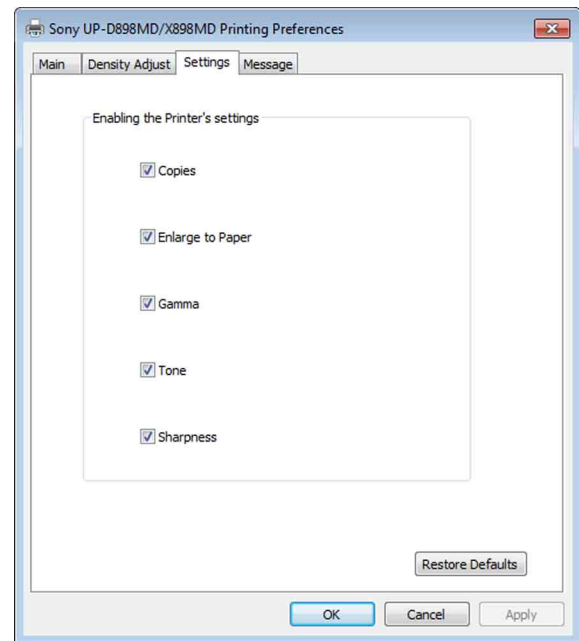 Sony UP-D898MD/X898MD Printing Preferences
Main Density Adjust Settings Message
Enabling the Printer's settings
Copies
Enlarge to Paper
Gamma
Tone
Sharpness
Restore Defaults
OK Cancel Apply